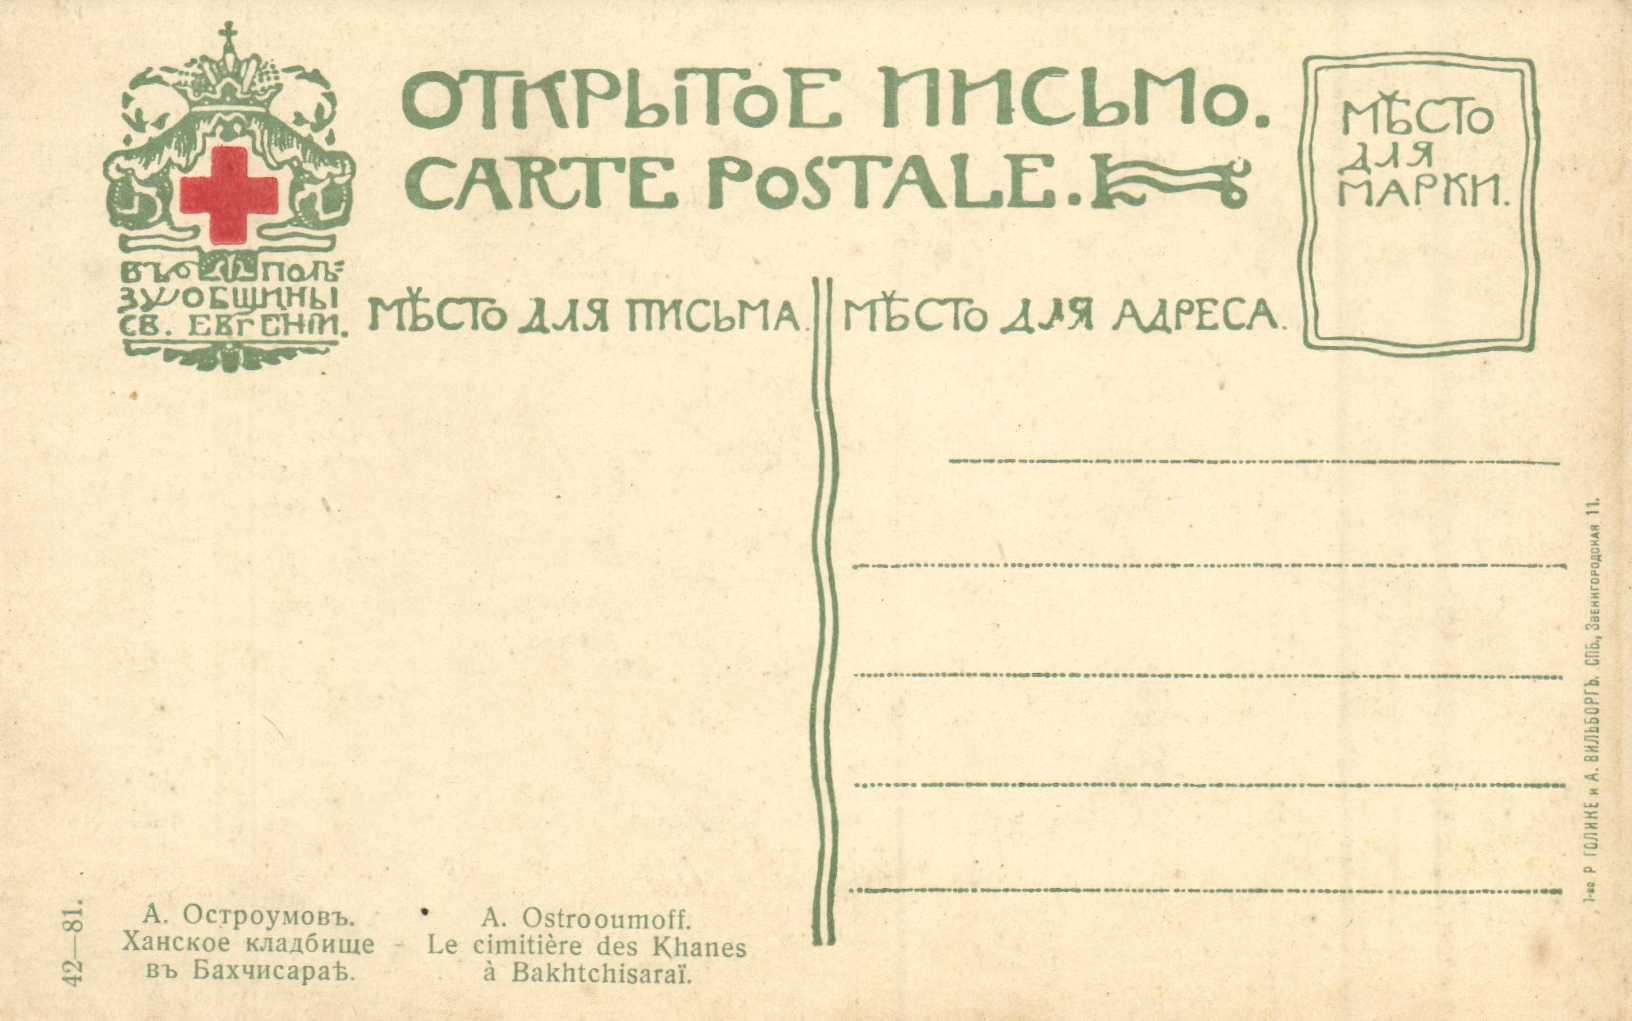 ОТКРЫТОЕ ПИСЬМО.
CARTE POSTALE.
МѢСТО
ДЛЯ
МАРКИ.
ВЪ ПОЛЬ=
ЗУ ОБЩИНЫ
СВ. ЕВГЕНІИ.
МѢСТО ДЛЯ ПИСЬМА.
МѢСТО ДЛЯ АДРЕСА.
42—81.
А. Остроумовъ.
Ханское кладбище
въ Бахчисараѣ.
A. Ostrooumoff.
Le cimitière des Khanes
à Bakhtchisaraï.
Р ГОЛИКЕ и А. ВИЛЬБОРГЪ. СПБ., Звенигородская 11.